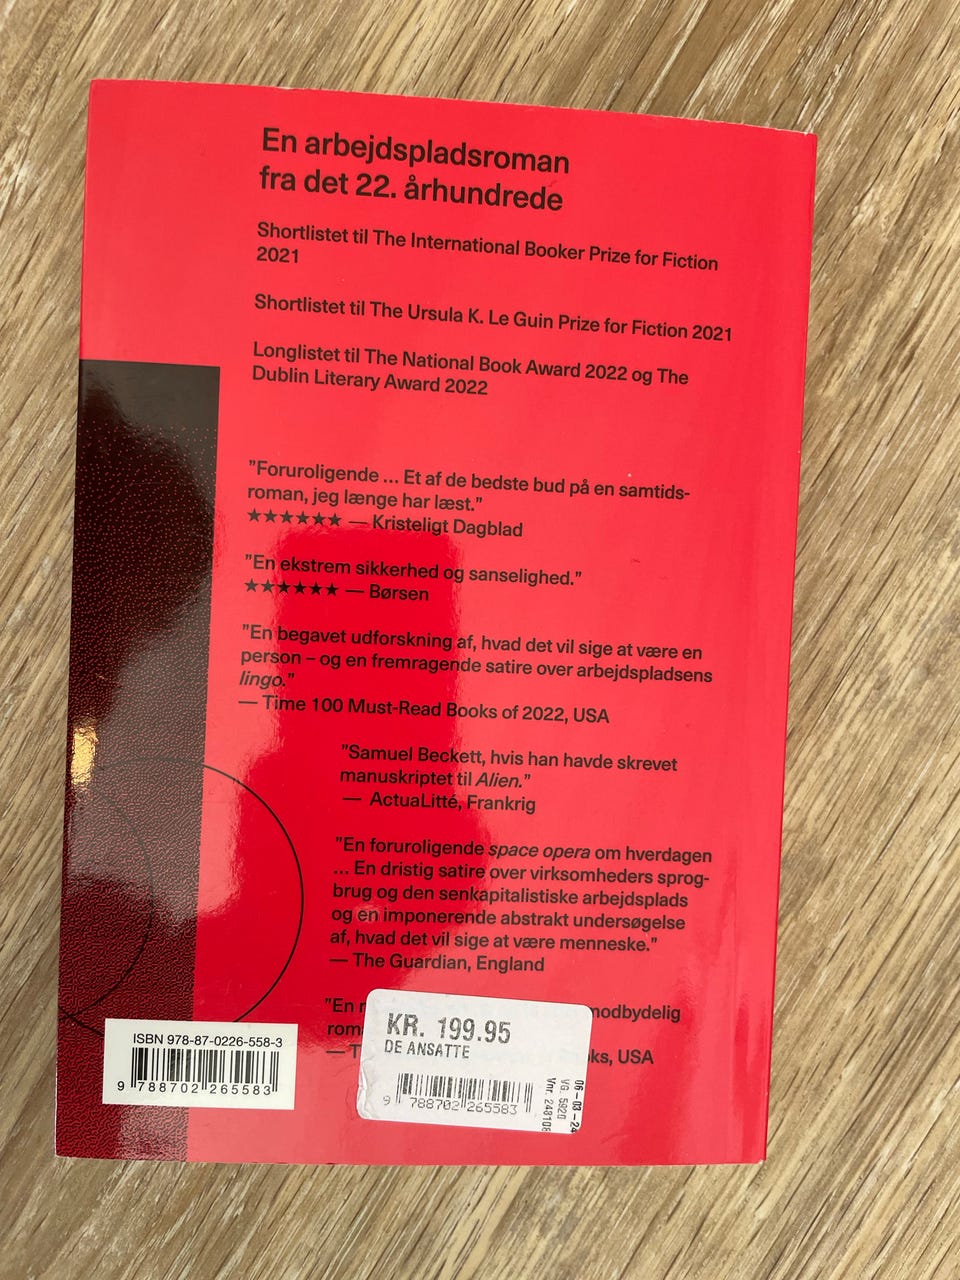 En arbejdspladsroman
fra det 22. århundrede
Shortlistet til The International Booker Prize for Fiction
2021
Shortlistet til The Ursula K. Le Guin Prize for Fiction 2021
Longlistet til The National Book Award 2022 og The
Dublin Literary Award 2022
”Foruroligende ... Et af de bedste bud på en samtids-
roman, jeg længe har læst.”
★★★★★★ — Kristeligt Dagblad
”En ekstrem sikkerhed og sanselighed.”
★★★★★★ — Børsen
”En begavet udforskning af, hvad det vil sige at være en
person – og en fremragende satire over arbejdspladsens
lingo.”
— Time 100 Must-Read Books of 2022, USA
”Samuel Beckett, hvis han havde skrevet
manuskriptet til Alien.”
— ActuaLitté, Frankrig
”En foruroligende space opera om hverdagen
... En dristig satire over virksomheders sprog-
brug og den senkapitalistiske arbejdsplads
og en imponerende abstrakt undersøgelse
af, hvad det vil sige at være menneske.”
— The Guardian, England
”En modbydelig
— USA
ISBN 978-87-0226-558-3
9 788702 265583
KR. 199.95
DE ANSATTE
9 788702 265583
06-03-24
VG 5920
Vnr. 248108